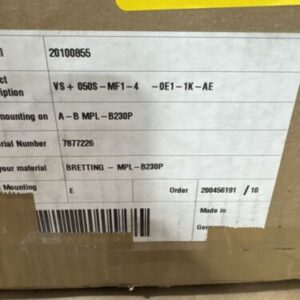 20100855
VS+ 050S-MF1-4 -0E1-1K-AE
ription
mounting on A-B MPL-B230P
rial Number 7877226
your material BRETTING - MPL-B230P
Mounting E Order 200456191 / 10
Made in